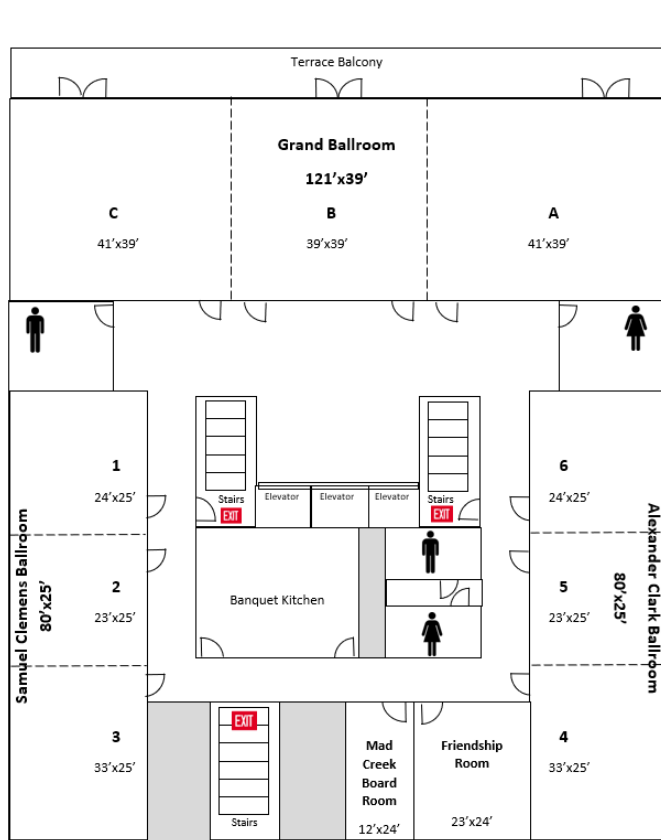 Terrace Balcony
Grand Ballroom
121’x39’
C
B
A
41’x39’
39’x39’
41’x39’
1
24’x25’
6
24’x25’
Stairs
EXIT
Elevator
Elevator
Elevator
Stairs
EXIT
Samuel Clemens Ballroom
80’x25’
2
23’x25’
Banquet Kitchen
5
23’x25’
80’x25’
Alexander Clark Ballroom
3
33’x25’
EXIT
Stairs
Mad
Creek
Board
Room
12’x24’
Friendship
Room
23’x24’
4
33’x25’